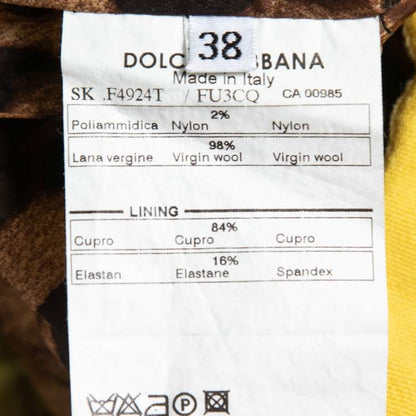 38
DOLC BBANA
Made in Italy
SK .F4924T / FU3CQ CA 00985
2%
Poliammidica Nylon Nylon
98%
Lana vergine Virgin wool Virgin wool
LINING
84%
Cupro Cupro Cupro
16%
Elastan Elastane Spandex
P